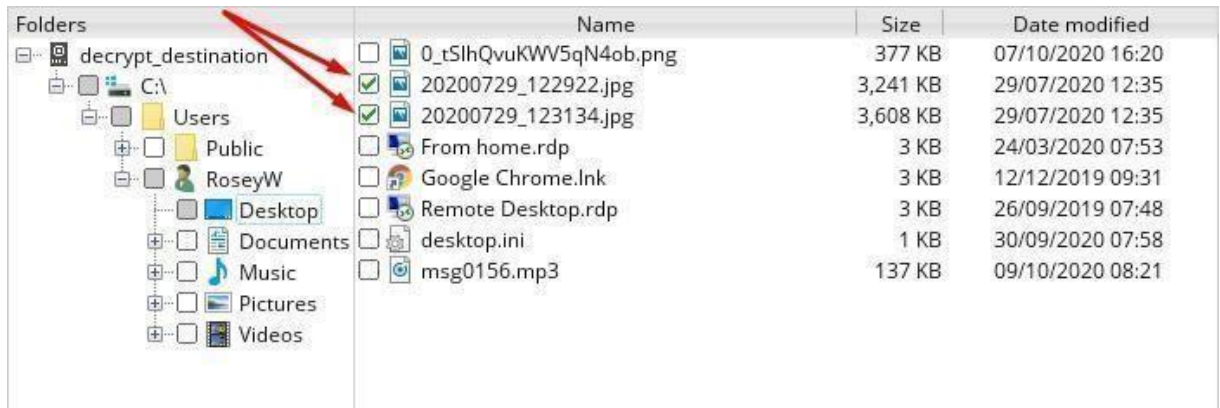 Folders Name Size Date modified
decrypt_destination 0_tSlhQvuKWV5qN4ob.png 377 KB 07/10/2020 16:20
C:\ 20200729_122922.jpg 3,241 KB 29/07/2020 12:35
Users 20200729_123134.jpg 3,608 KB 29/07/2020 12:35
Public From home.rdp 3 KB 24/03/2020 07:53
RoseyW Google Chrome.lnk 3 KB 12/12/2019 09:31
Desktop Remote Desktop.rdp 3 KB 26/09/2019 07:48
Documents desktop.ini 1 KB 30/09/2020 07:58
Music msg0156.mp3 137 KB 09/10/2020 08:21
Pictures
Videos